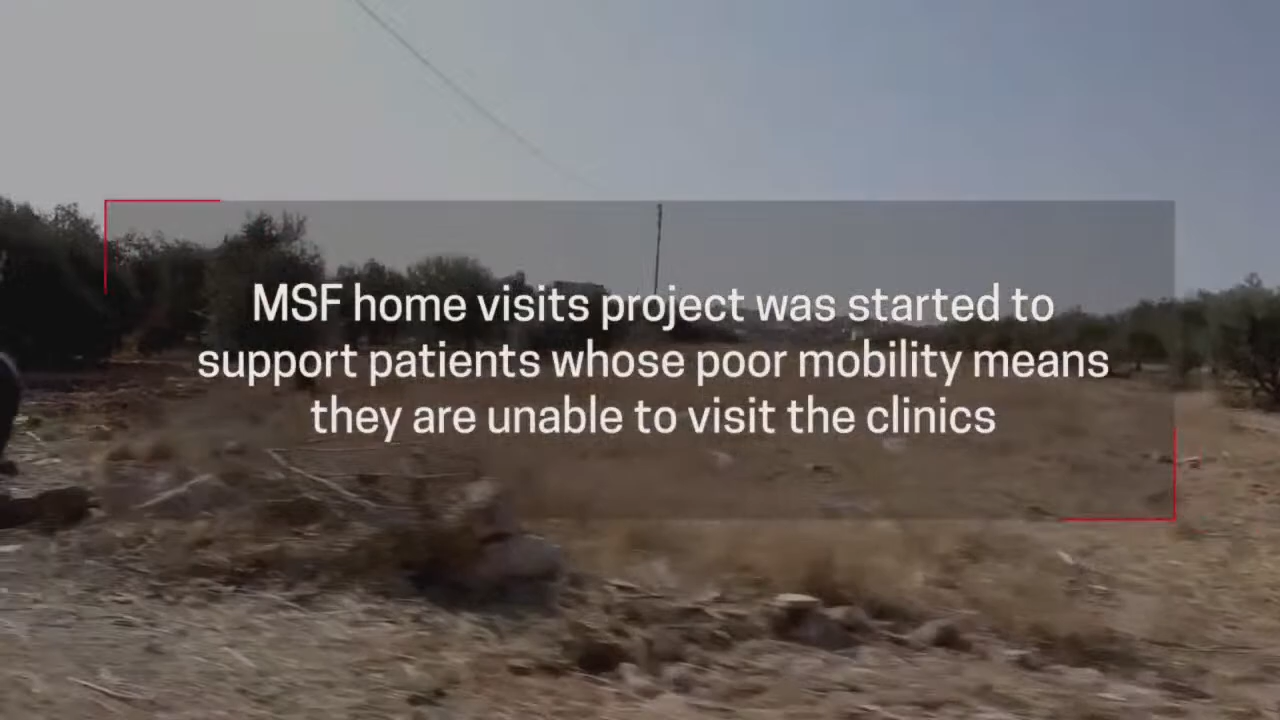 MSF home visits project was started to
support patients whose poor mobility means
they are unable to visit the clinics